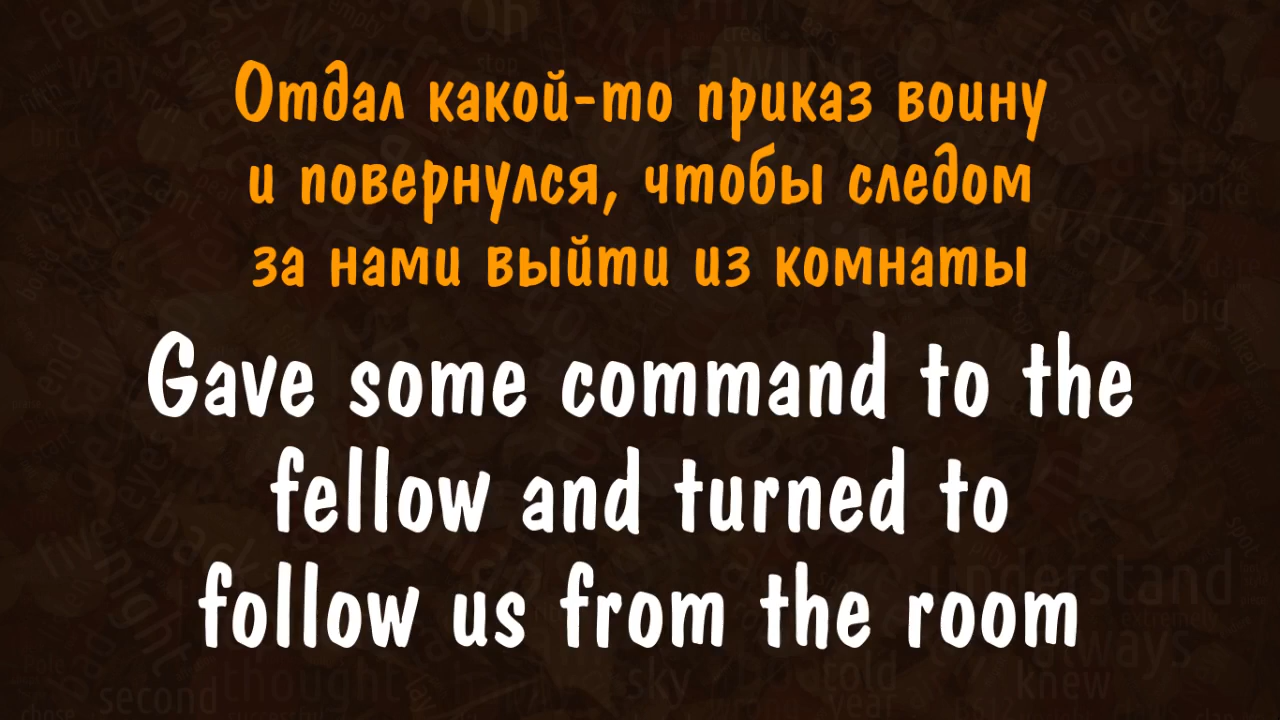 Отдал какой-то приказ воину
и повернулся, чтобы следом
за нами выйти из комнаты
Gave some command to the
fellow and turned to
follow us from the room